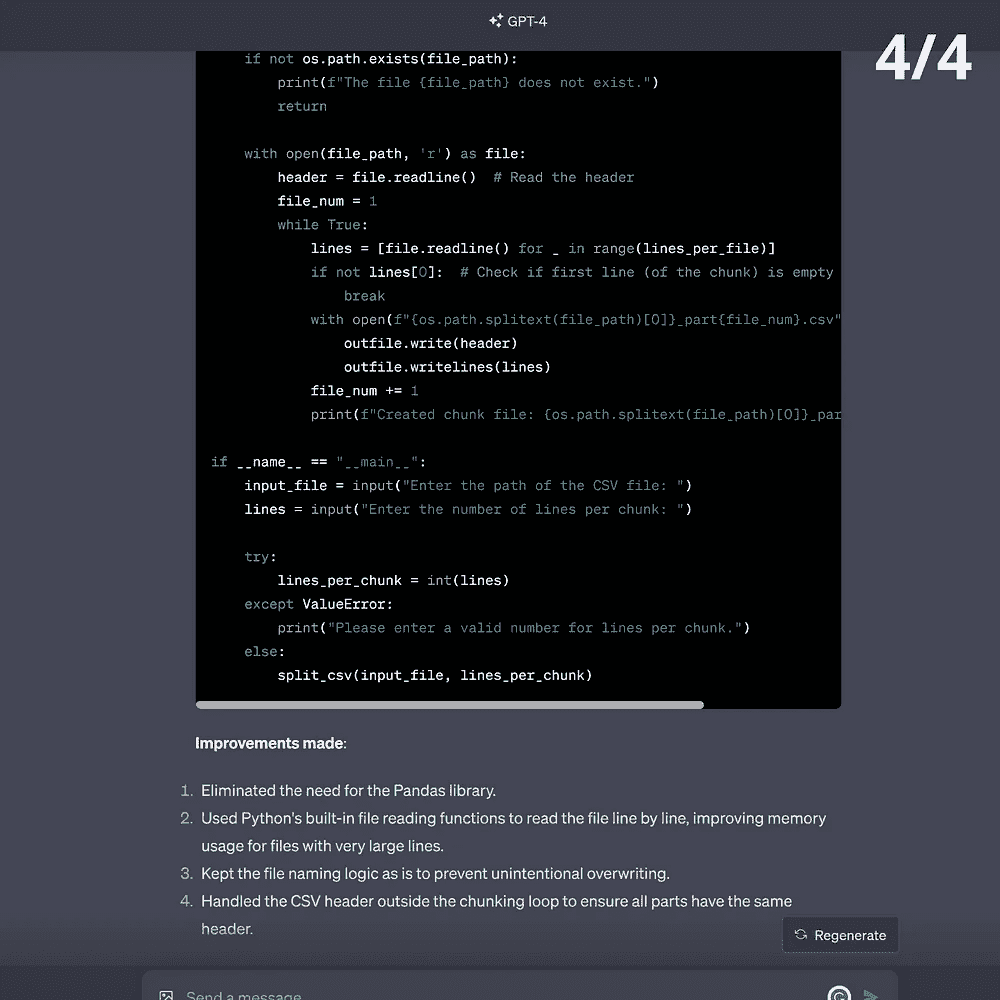 GPT-4
4/4
if not os.path.exists(file_path):
print(f"The file {file_path} does not exist.")
return
with open(file_path, 'r') as file:
header = file.readline()  # Read the header
file_num = 1
while True:
lines = [file.readline() for _ in range(lines_per_file)]
if not lines[0]:  # Check if first line (of the chunk) is empty
break
with open(f"{os.path.splitext(file_path)[0]}_part{file_num}.csv"
outfile.write(header)
outfile.writelines(lines)
file_num += 1
print(f"Created chunk file: {os.path.splitext(file_path)[0]}_par
if __name__ == "__main__":
input_file = input("Enter the path of the CSV file: ")
lines = input("Enter the number of lines per chunk: ")
try:
lines_per_chunk = int(lines)
except ValueError:
print("Please enter a valid number for lines per chunk.")
else:
split_csv(input_file, lines_per_chunk)
Improvements made:
1. Eliminated the need for the Pandas library.
2. Used Python's built-in file reading functions to read the file line by line, improving memory
usage for files with very large lines.
3. Kept the file naming logic as is to prevent unintentional overwriting.
4. Handled the CSV header outside the chunking loop to ensure all parts have the same
header.
Regenerate
Send a message